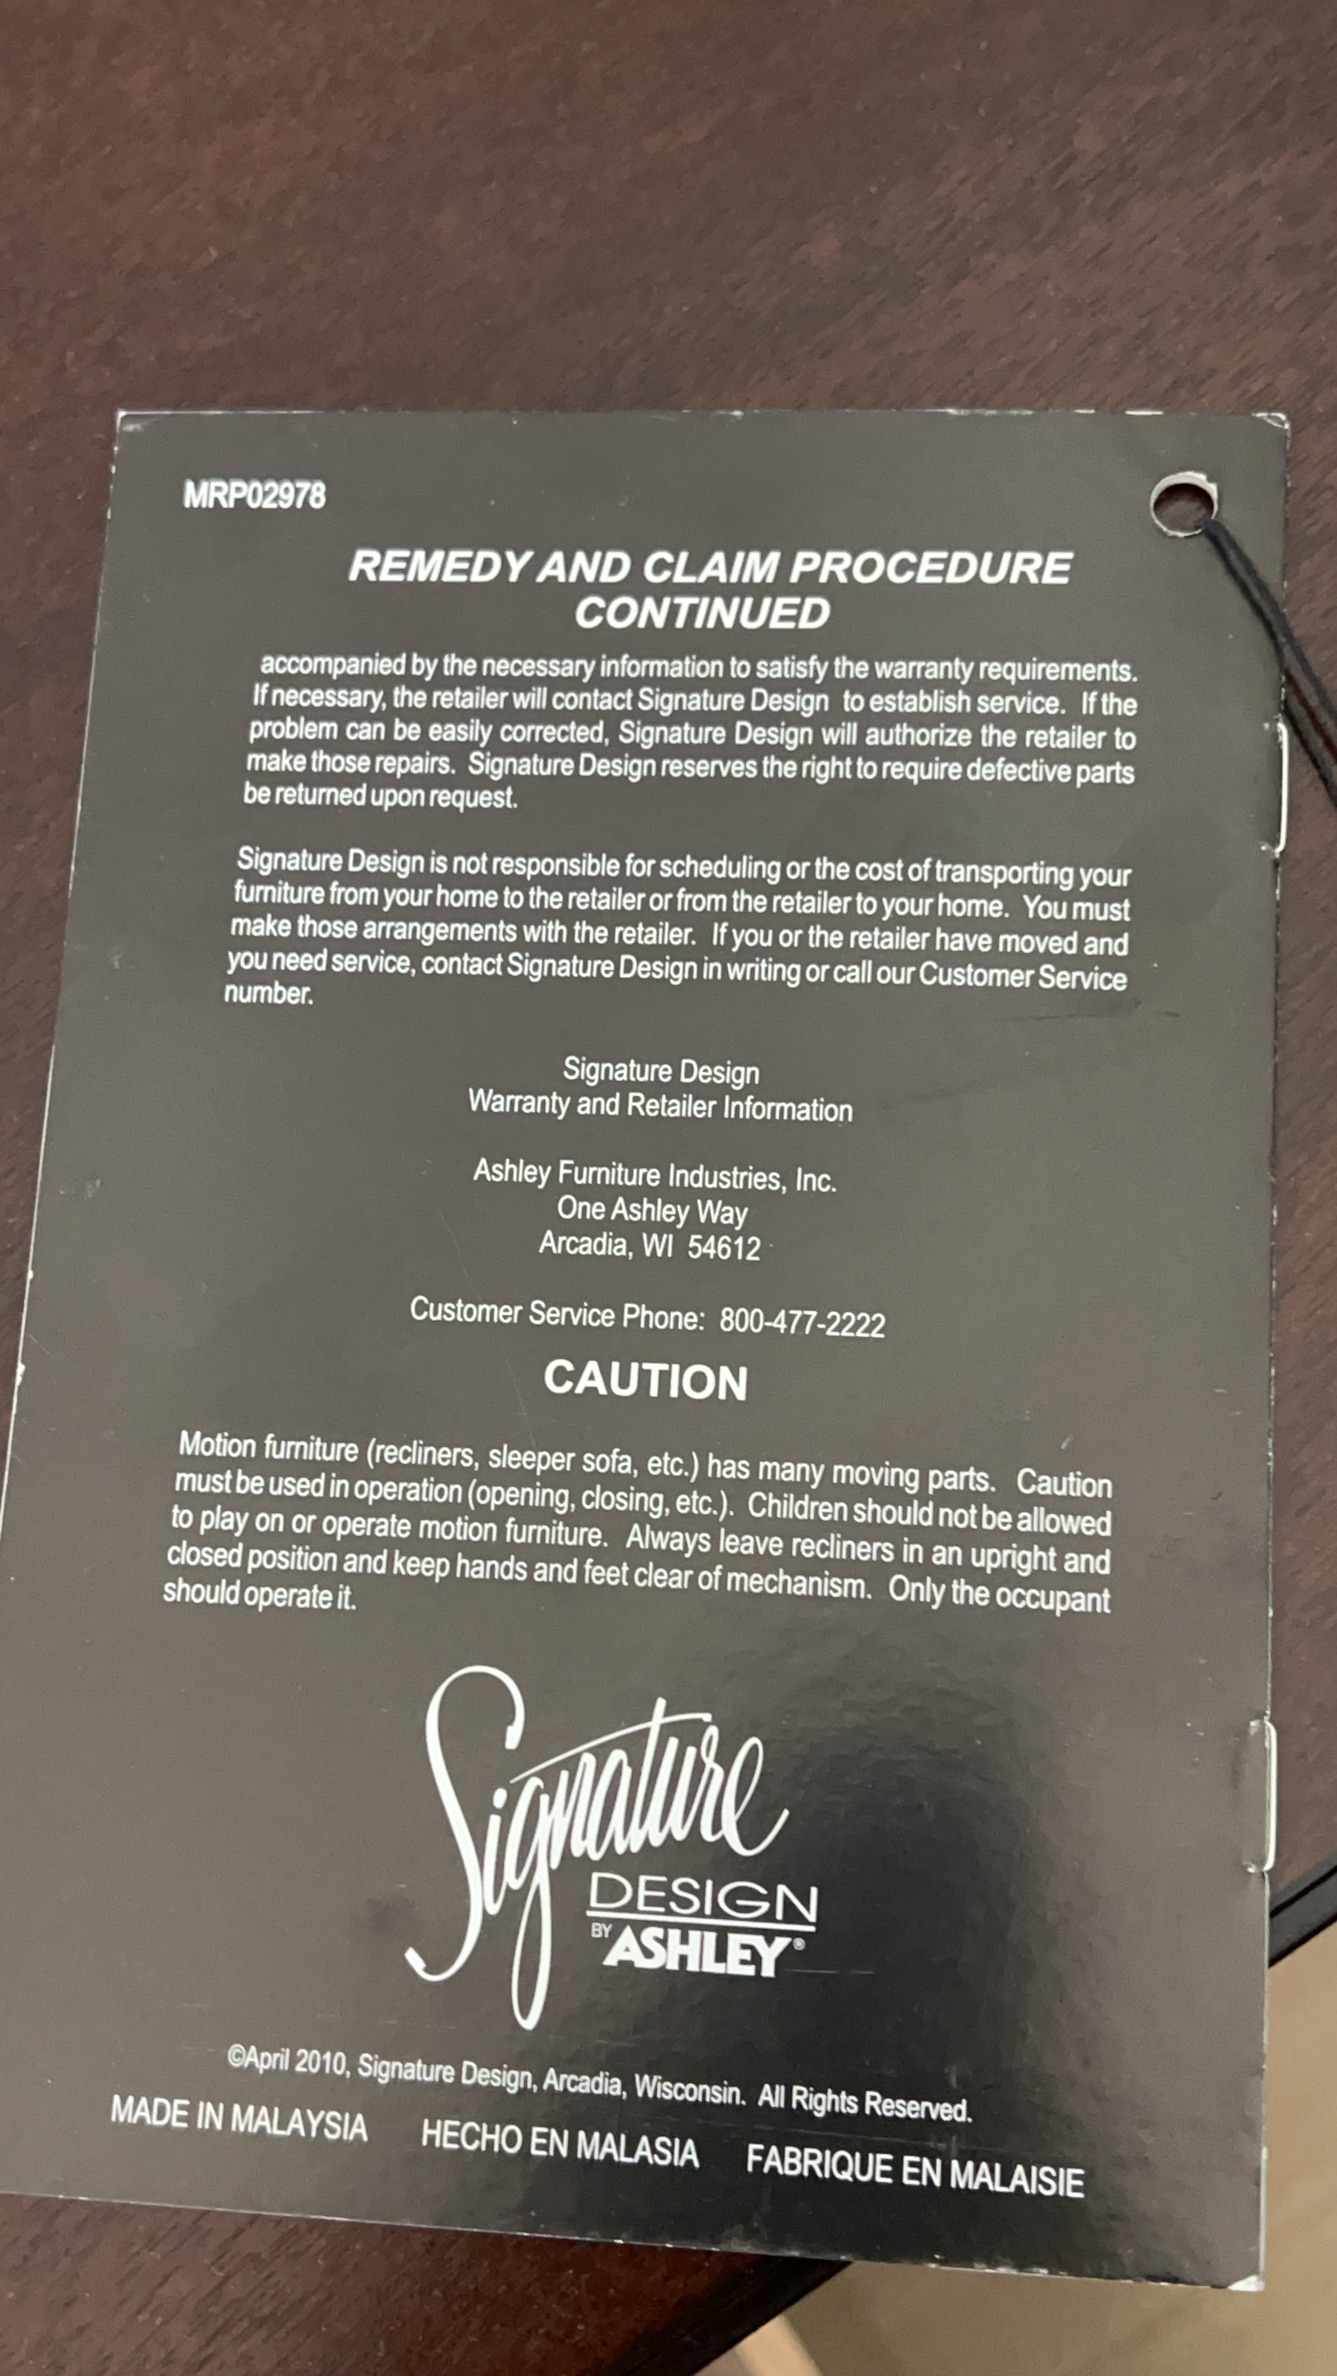 MRP02978
REMEDY AND CLAIM PROCEDURE
CONTINUED
accompanied by the necessary information to satisfy the warranty requirements.
If necessary, the retailer will contact Signature Design to establish service. If the
problem can be easily corrected, Signature Design will authorize the retailer to
make those repairs. Signature Design reserves the right to require defective parts
be returned upon request.
Signature Design is not responsible for scheduling or the cost of transporting your
furniture from your home to the retailer or from the retailer to your home. You must
make those arrangements with the retailer. If you or the retailer have moved and
you need service, contact Signature Design in writing or call our Customer Service
number.
Signature Design
Warranty and Retailer Information
Ashley Furniture Industries, Inc.
One Ashley Way
Arcadia, WI 54612
Customer Service Phone: 800-477-2222
CAUTION
Motion furniture (recliners, sleeper sofa, etc.) has many moving parts. Caution
must be used in operation (opening, closing, etc.). Children should not be allowed
to play on or operate motion furniture. Always leave recliners in an upright and
closed position and keep hands and feet clear of mechanism. Only the occupant
should operate it.
Signature
DESIGN
BY ASHLEY®
©April 2010, Signature Design, Arcadia, Wisconsin. All Rights Reserved.
MADE IN MALAYSIA HECHO EN MALASIA FABRIQUE EN MALAISIE